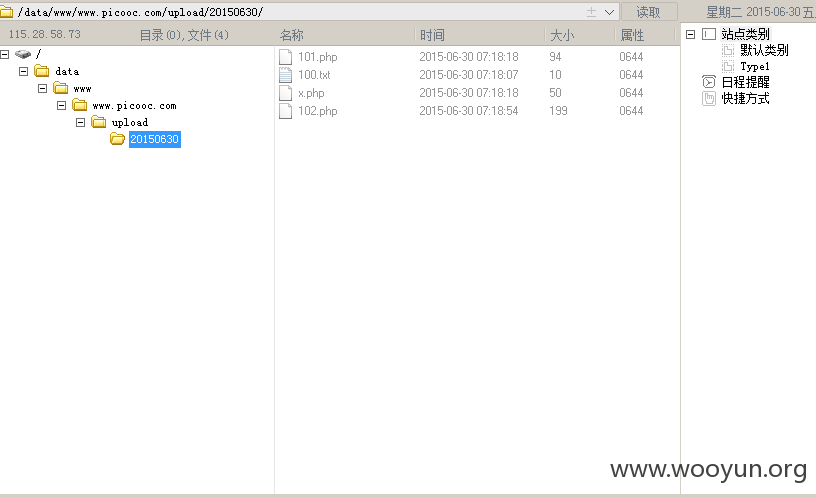 /data/www/www.picooc.com/upload/20150630/
读取
星期二 2015-06-30 五
115.28.58.73
目录(0),文件(4)
名称
时间
大小
属性
/
data
www
www.picooc.com
upload
20150630
101.php 2015-06-30 07:18:18 94 0644
100.txt 2015-06-30 07:18:07 10 0644
x.php 2015-06-30 07:18:18 50 0644
102.php 2015-06-30 07:18:54 199 0644
站点类别
默认类别
Type1
日程提醒
快捷方式
www.wooyun.org